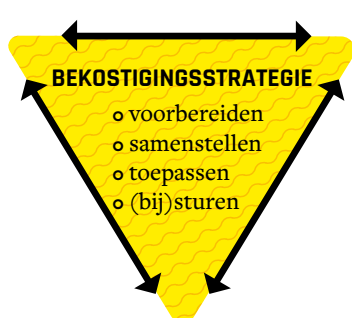 BEKOSTIGINGSSTRATEGIE
voorbereiden
samenstellen
toepassen
(bij)sturen